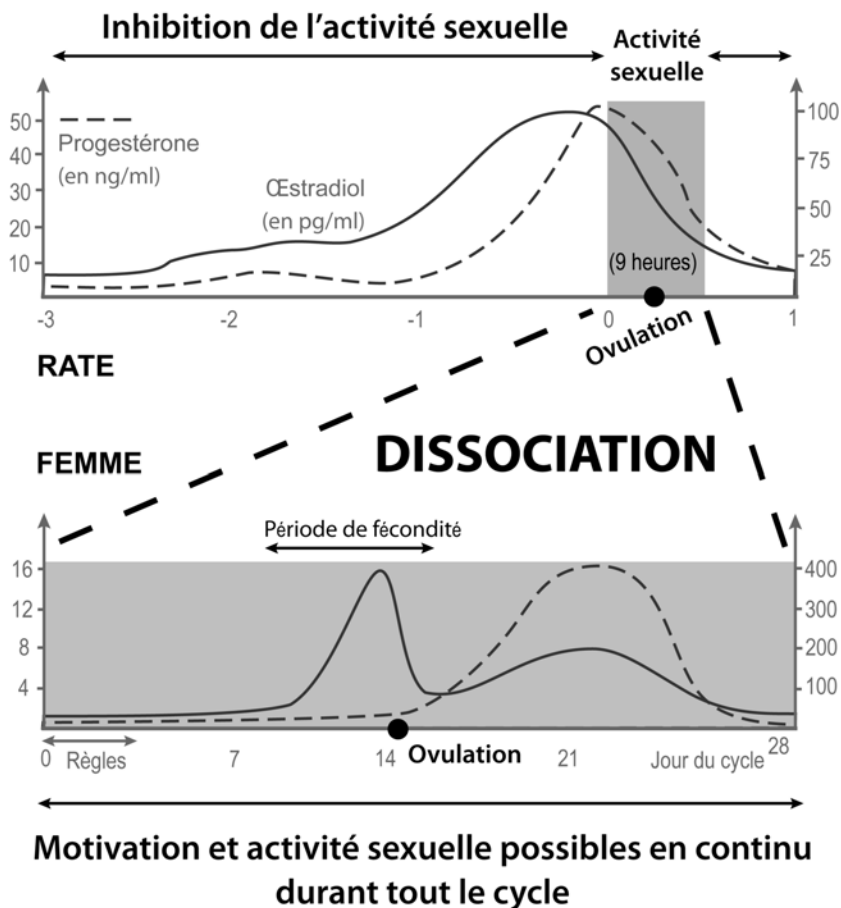 Inhibition de l'activité sexuelle
Activité
sexuelle
50
40
30
20
10
Progestérone
(en ng/ml)
Œstradiol
(en pg/ml)
100
75
50
25
(9 heures)
-3
-2
-1
0
1
Ovulation
RATE
FEMME
DISSOCIATION
Période de fécondité
16
12
8
4
400
300
200
100
Ovulation
0
Règles
7
14
21
Jour du cycle
28
Motivation et activité sexuelle possibles en continu
durant tout le cycle